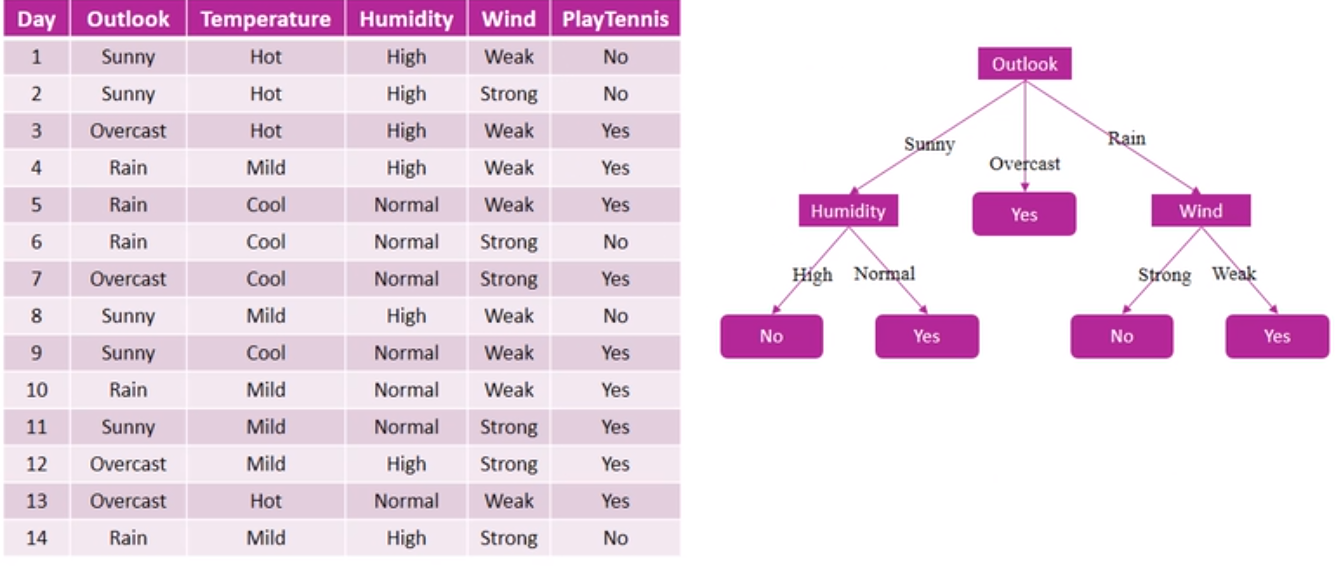 Day Outlook Temperature Humidity Wind PlayTennis
1 Sunny Hot High Weak No
2 Sunny Hot High Strong No
3 Overcast Hot High Weak Yes
4 Rain Mild High Weak Yes
5 Rain Cool Normal Weak Yes
6 Rain Cool Normal Strong No
7 Overcast Cool Normal Strong Yes
8 Sunny Mild High Weak No
9 Sunny Cool Normal Weak Yes
10 Rain Mild Normal Weak Yes
11 Sunny Mild Normal Strong Yes
12 Overcast Mild High Strong Yes
13 Overcast Hot Normal Weak Yes
14 Rain Mild High Strong No
Outlook
Sunny Overcast Rain
Humidity Yes Wind
High Normal Strong Weak
No Yes No Yes